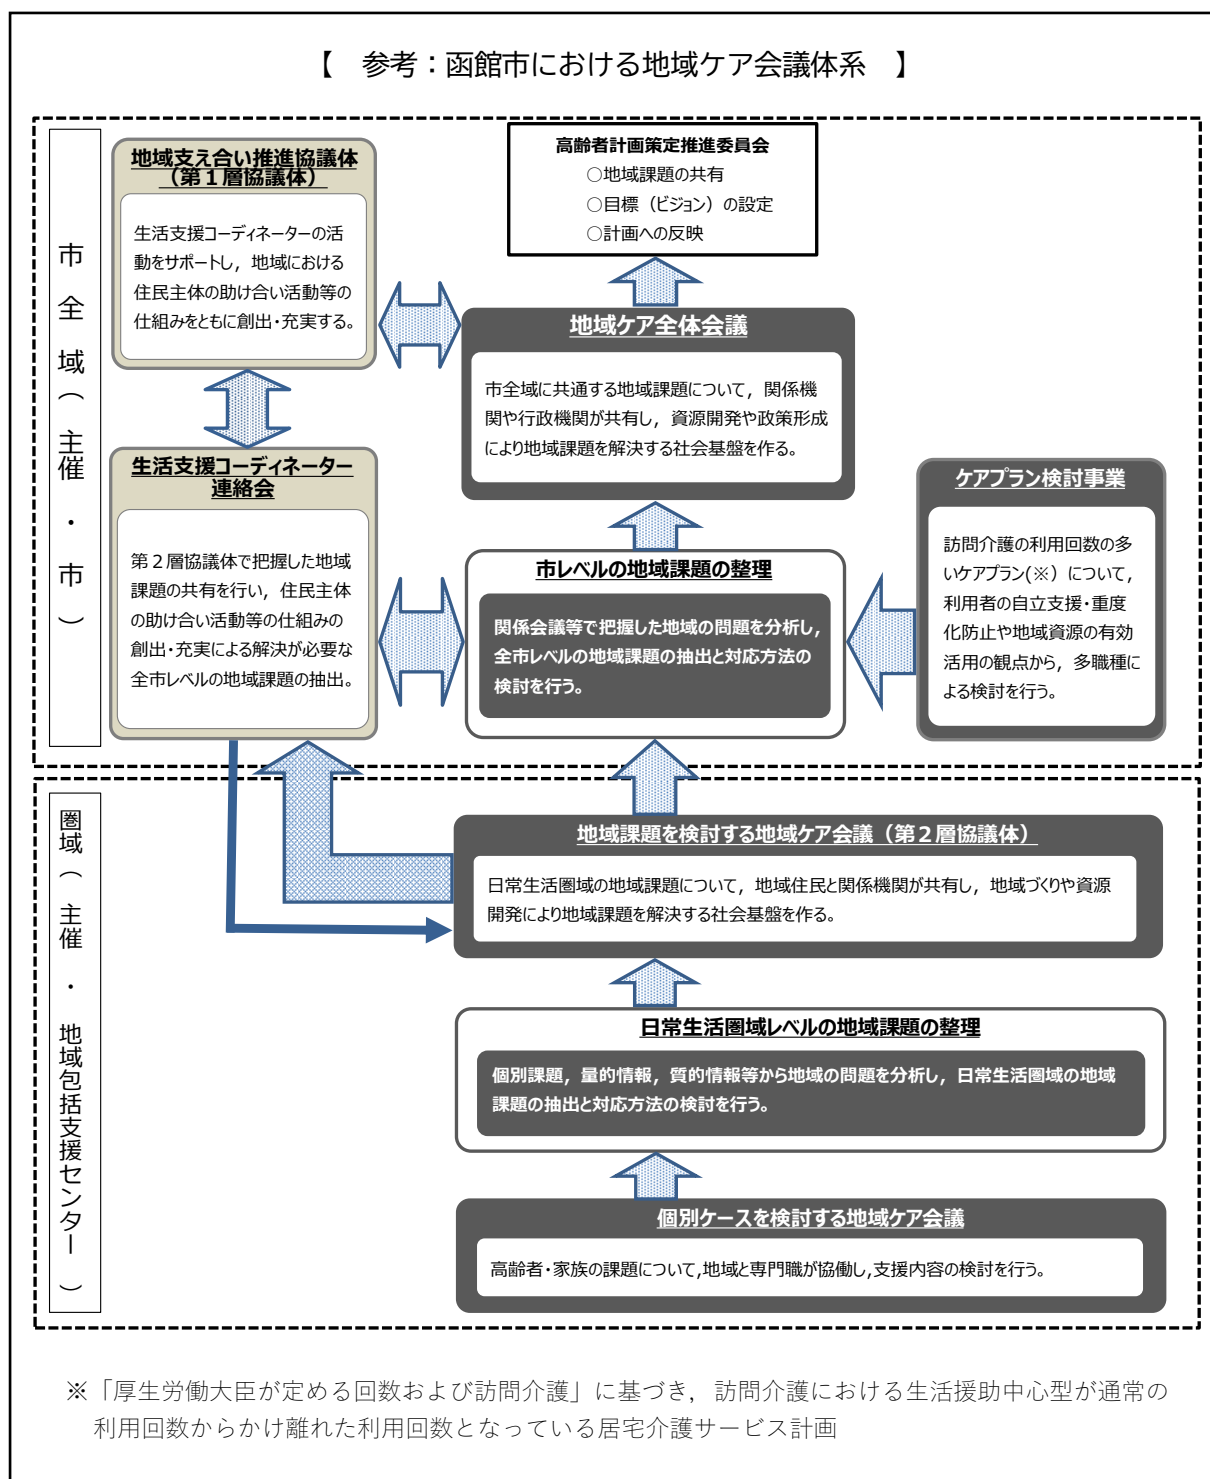 【　参考：函館市における地域ケア会議体系　】
市全域（主催・市）
地域支え合い推進協議体
（第１層協議体）
生活支援コーディネーターの活
動をサポートし，地域における
住民主体の助け合い活動等の
仕組みをともに創出・充実する。
高齢者計画策定推進委員会
○地域課題の共有
○目標（ビジョン）の設定
○計画への反映
地域ケア全体会議
市全域に共通する地域課題について，関係機
関や行政機関が共有し，資源開発や政策形成
により地域課題を解決する社会基盤を作る。
生活支援コーディネーター
連絡会
第２層協議体で把握した地域
課題の共有を行い，住民主体
の助け合い活動等の仕組みの
創出・充実による解決が必要な
全市レベルの地域課題の抽出。
市レベルの地域課題の整理
関係会議等で把握した地域の問題を分析し，
全市レベルの地域課題の抽出と対応方法の
検討を行う。
ケアプラン検討事業
訪問介護の利用回数の多
いケアプラン(※）について，
利用者の自立支援・重度
化防止や地域資源の有効
活用の観点から，多職種に
よる検討を行う。
圏域（主催・地域包括支援センター）
地域課題を検討する地域ケア会議（第２層協議体）
日常生活圏域の地域課題について，地域住民と関係機関が共有し，地域づくりや資源
開発により地域課題を解決する社会基盤を作る。
日常生活圏域レベルの地域課題の整理
個別課題，量的情報，質的情報等から地域の問題を分析し，日常生活圏域の地域
課題の抽出と対応方法の検討を行う。
個別ケースを検討する地域ケア会議
高齢者・家族の課題について,地域と専門職が協働し,支援内容の検討を行う。
※「厚生労働大臣が定める回数および訪問介護」に基づき，訪問介護における生活援助中心型が通常の
利用回数からかけ離れた利用回数となっている居宅介護サービス計画